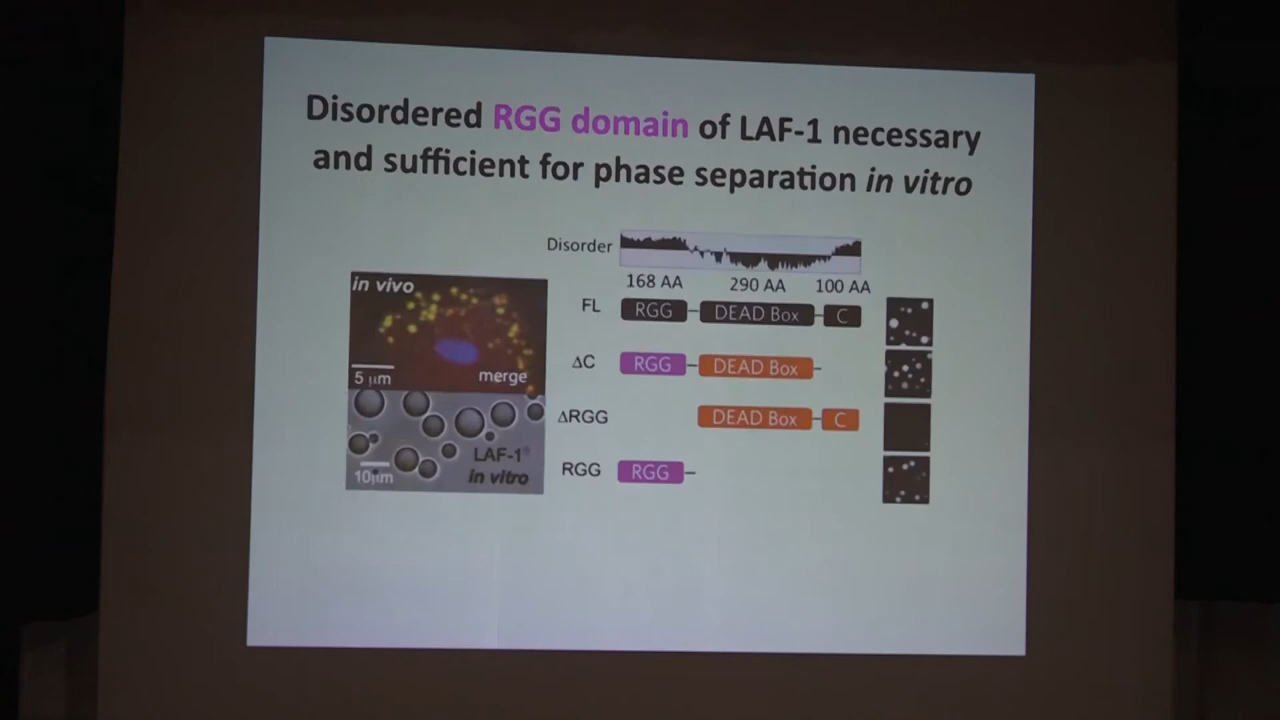 Disordered RGG domain of LAF-1 necessary
and sufficient for phase separation in vitro
Disorder
168 AA 290 AA 100 AA
in vivo
5 µm
merge
LAF-1
10µm
in vitro
FL RGG DEAD Box C
ΔC RGG DEAD Box
ΔRGG DEAD Box C
RGG RGG